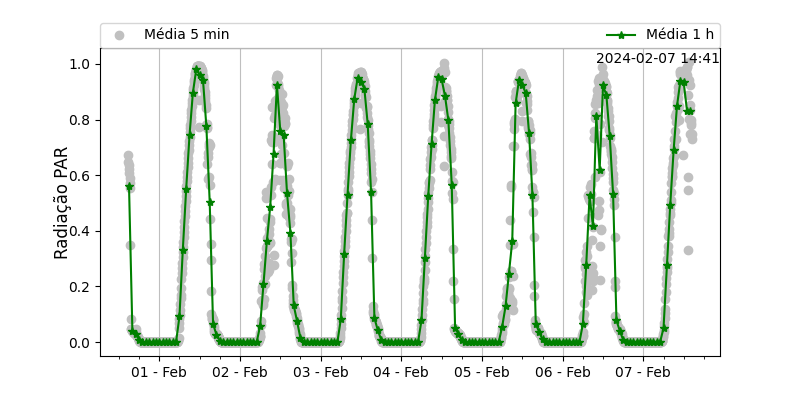 Média 5 min
Média 1 h
2024-02-07 14:41
Radiação PAR
1.0
0.8
0.6
0.4
0.2
0.0
01 - Feb
02 - Feb
03 - Feb
04 - Feb
05 - Feb
06 - Feb
07 - Feb